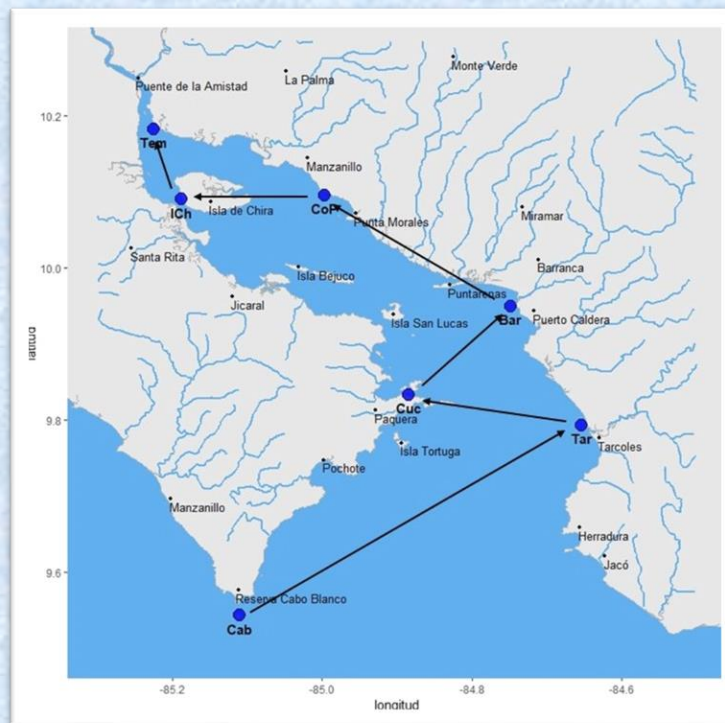 Monte Verde
La Palma
Puente de la Amistad
10.2
Tem
Manzanillo
CoP
Punta Morales
ICh
Isla de Chira
Miramar
Santa Rita
10.0
Isla Bejuco
Barranca
Jicaral
Puntarenas
Isla San Lucas
Bar
Puerto Caldera
latitud
9.8
Cuc
Paquera
Tar
Tarcoles
Isla Tortuga
Pochote
Manzanillo
Herradura
9.6
Jacó
Reserva Cabo Blanco
Cab
-85.2
-85.0
-84.8
-84.6
longitud